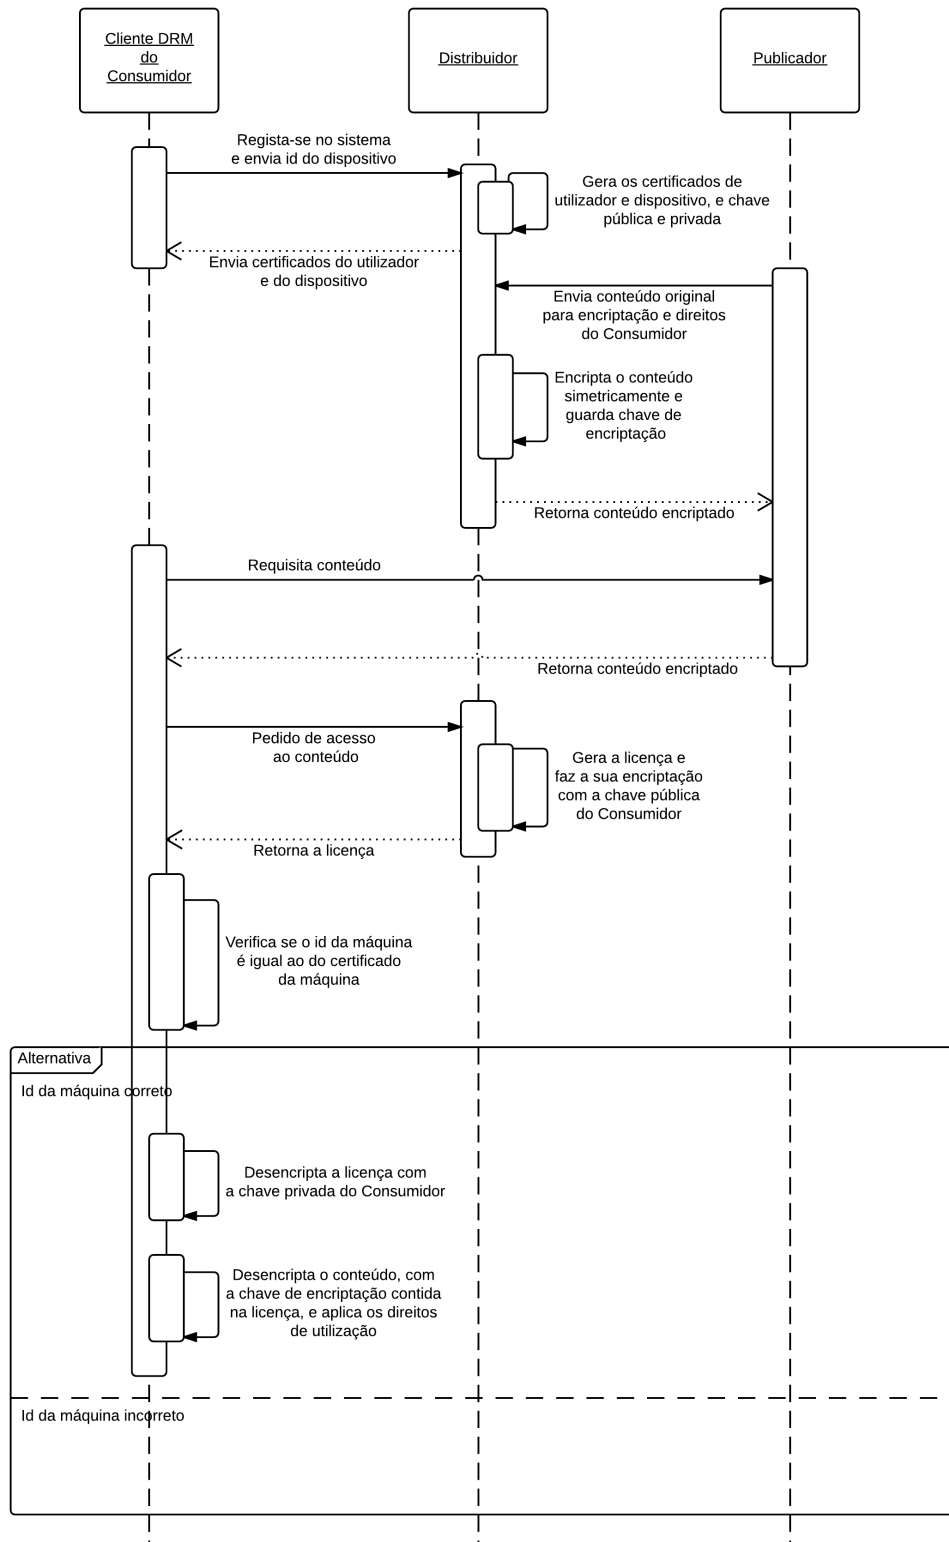 Cliente DRM
do
Consumidor
Distribuidor
Publicador
Regista-se no sistema
e envia id do dispositivo
Gera os certificados de
utilizador e dispositivo, e chave
pública e privada
Envia certificados do utilizador
e do dispositivo
Envia conteúdo original
para encriptação e direitos
do Consumidor
Encripta o conteúdo
simetricamente e
guarda chave de
encriptação
Retorna conteúdo encriptado
Requisita conteúdo
Retorna conteúdo encriptado
Pedido de acesso
ao conteúdo
Gera a licença e
faz a sua encriptação
com a chave pública
do Consumidor
Retorna a licença
Verifica se o id da máquina
é igual ao do certificado
da máquina
Alternativa
Id da máquina correto
Desencripta a licença com
a chave privada do Consumidor
Desencripta o conteúdo, com
a chave de encriptação contida
na licença, e aplica os direitos
de utilização
Id da máquina incorreto